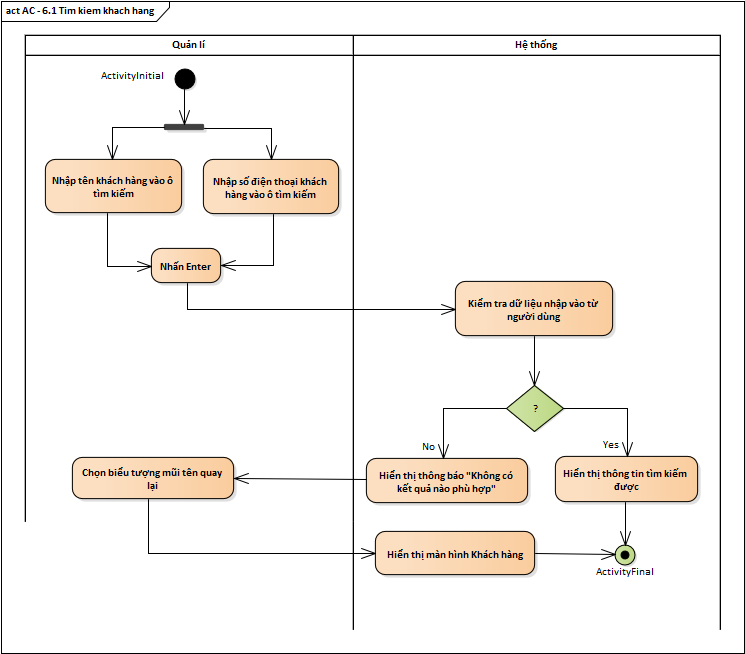 act AC - 6.1 Tim kiem khach hang
Quản lí
Hệ thống
ActivityInitial
Nhập tên khách hàng vào ô
tìm kiếm
Nhập số điện thoại khách
hàng vào ô tìm kiếm
Nhấn Enter
Kiểm tra dữ liệu nhập vào từ
người dùng
?
No
Yes
Chọn biểu tượng mũi tên quay
lại
Hiển thị thông báo "Không có
kết quả nào phù hợp"
Hiển thị thông tin tìm kiếm
được
Hiển thị màn hình Khách hàng
ActivityFinal